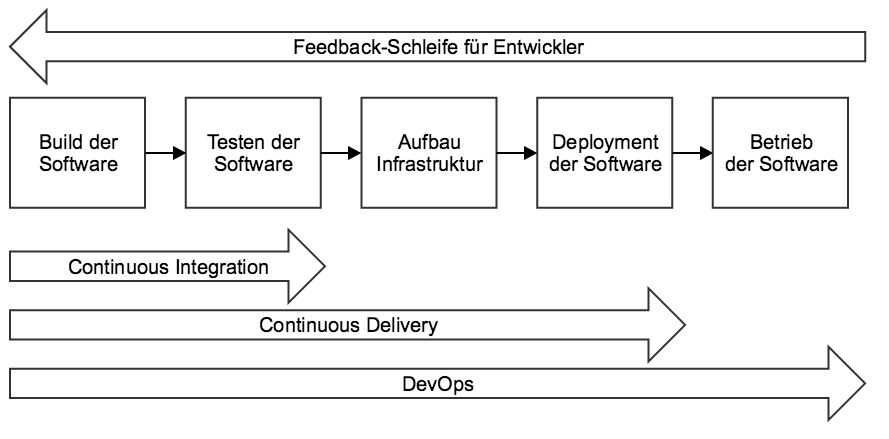 Feedback-Schleife für Entwickler
Build der
Software
Testen der
Software
Aufbau
Infrastruktur
Deployment
der Software
Betrieb
der Software
Continuous Integration
Continuous Delivery
DevOps